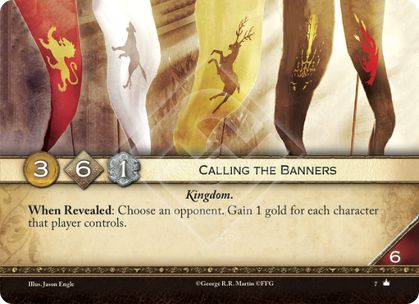 3 6 1 CALLING THE BANNERS
Kingdom.
When Revealed: Choose an opponent. Gain 1 gold for each character
that player controls.
6
Illus. Jason Engle ©George R.R. Martin ©FFG 7